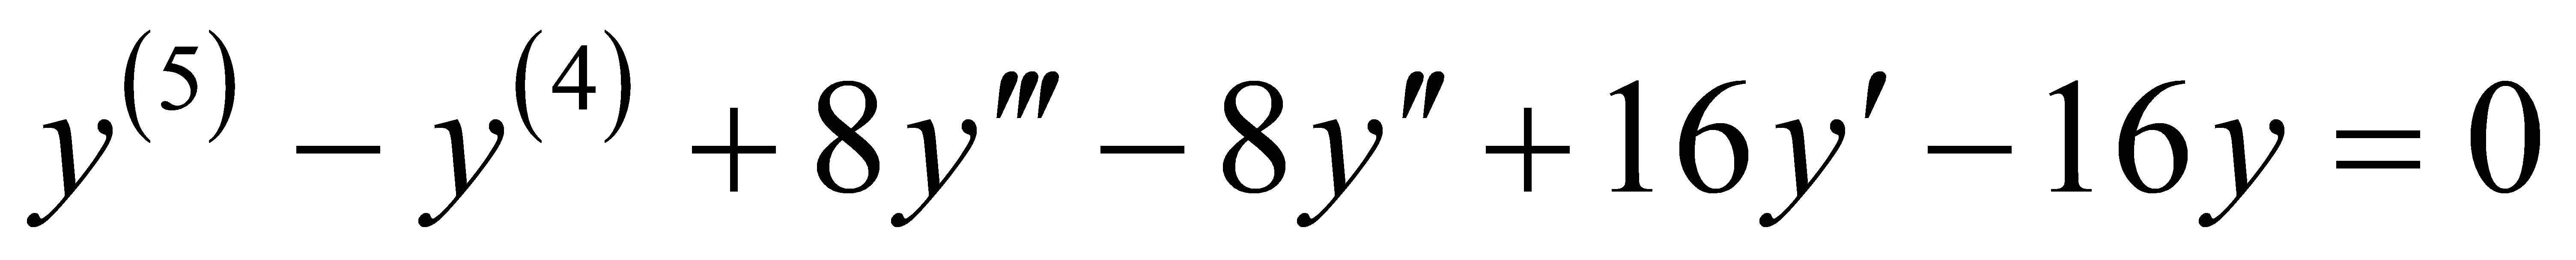 y⁽⁵⁾ − y⁽⁴⁾ + 8y‴ − 8y″ + 16y′ − 16y = 0